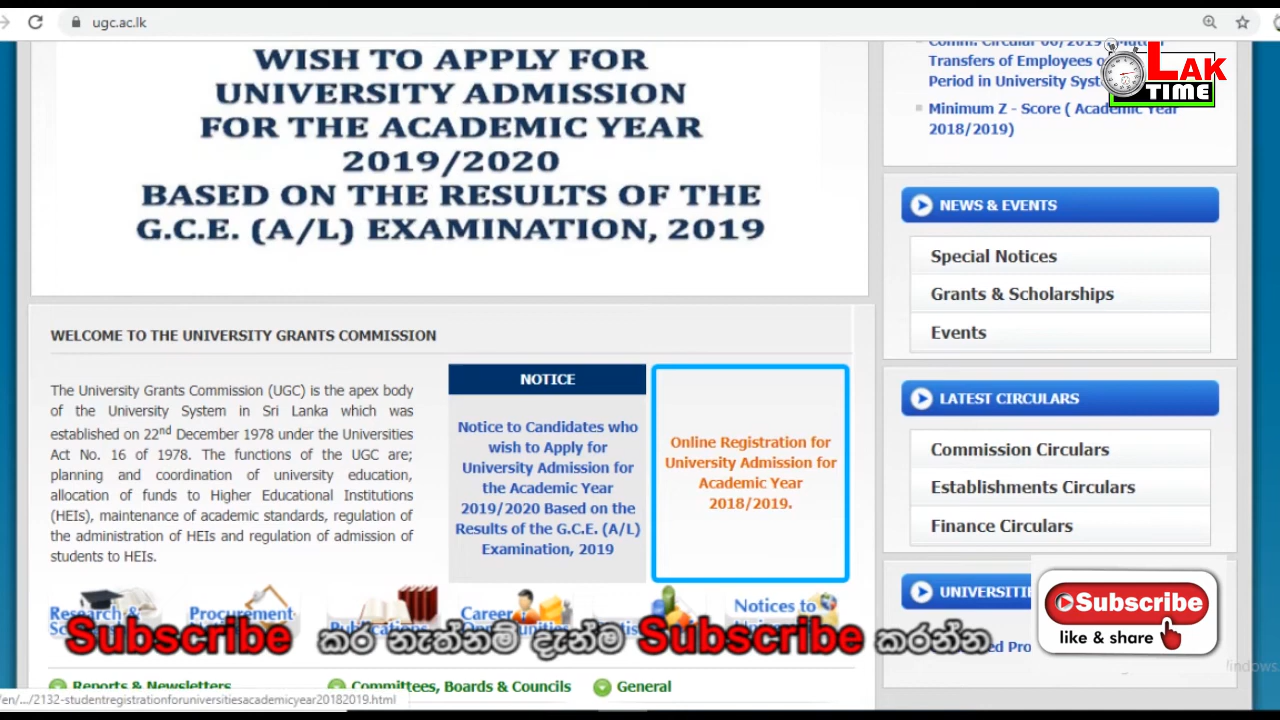 ugc.ac.lk
WISH TO APPLY FOR
UNIVERSITY ADMISSION
FOR THE ACADEMIC YEAR
2019/2020
BASED ON THE RESULTS OF THE
G.C.E. (A/L) EXAMINATION, 2019
Transfers of Employees
Period in University
Minimum Z - Score ( Academic Year
2018/2019)
LAK
TIME
NEWS & EVENTS
Special Notices
Grants & Scholarships
Events
WELCOME TO THE UNIVERSITY GRANTS COMMISSION
The University Grants Commission (UGC) is the apex body
of the University System in Sri Lanka which was
established on 22nd December 1978 under the Universities
Act No. 16 of 1978. The functions of the UGC are;
planning and coordination of university education,
allocation of funds to Higher Educational Institutions
(HEIs), maintenance of academic standards, regulation of
the administration of HEIs and regulation of admission of
students to HEIs.
NOTICE
Notice to Candidates who
wish to Apply for
University Admission for
the Academic Year
2019/2020 Based on the
Results of the G.C.E. (A/L)
Examination, 2019
Online Registration for
University Admission for
Academic Year
2018/2019.
LATEST CIRCULARS
Commission Circulars
Establishments Circulars
Finance Circulars
Research &
Procurement
Career
Notices to
Subscribe කර නැත්නම් දැන්ම Subscribe කරන්න
Subscribe
like & share
Reports & Newsletters
Committees, Boards & Councils
General
/en/.../2132-studentregistrationforuniversitiesacademicyear20182019.html